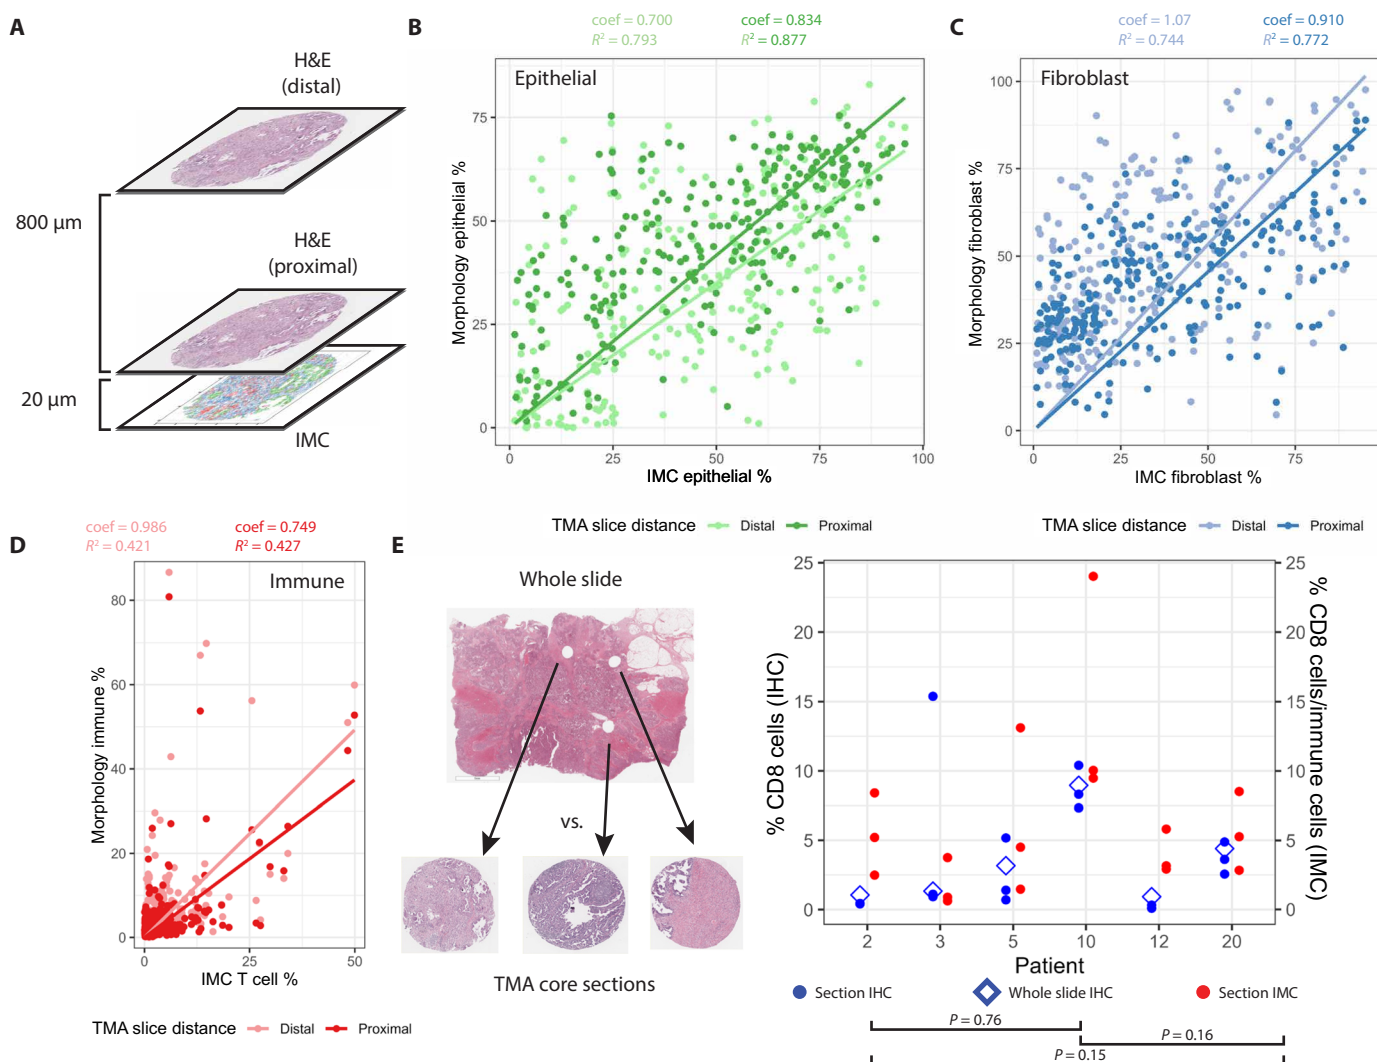 A
H&E
(distal)
800 µm
H&E
(proximal)
20 µm
IMC
B
coef = 0.700
R² = 0.793
coef = 0.834
R² = 0.877
Epithelial
Morphology epithelial %
75
50
25
0
0 25 50 75 100
IMC epithelial %
TMA slice distance Distal Proximal
C
coef = 1.07
R² = 0.744
coef = 0.910
R² = 0.772
Fibroblast
Morphology fibroblast %
100
75
50
25
0
0 25 50 75
IMC fibroblast %
TMA slice distance Distal Proximal
D
coef = 0.986
R² = 0.421
coef = 0.749
R² = 0.427
Immune
Morphology immune %
80
60
40
20
0
0 25 50
IMC T cell %
TMA slice distance Distal Proximal
E
Whole slide
vs.
TMA core sections
% CD8 cells (IHC)
25
20
15
10
5
0
% CD8 cells/immune cells (IMC)
25
20
15
10
5
0
2 3 5 10 12 20
Patient
Section IHC Whole slide IHC Section IMC
P = 0.76
P = 0.16
P = 0.15